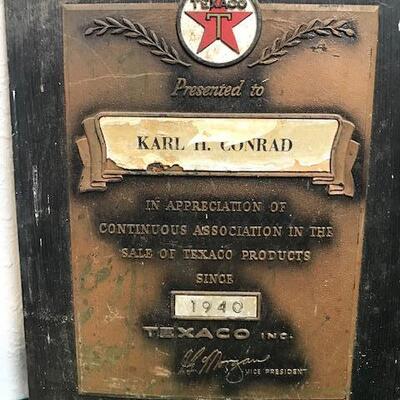 TEXACO
Presented to
KARL H. CONRAD
IN APPRECIATION OF
CONTINUOUS ASSOCIATION IN THE
SALE OF TEXACO PRODUCTS
SINCE
1940
TEXACO INC.
Morgan
VICE PRESIDENT